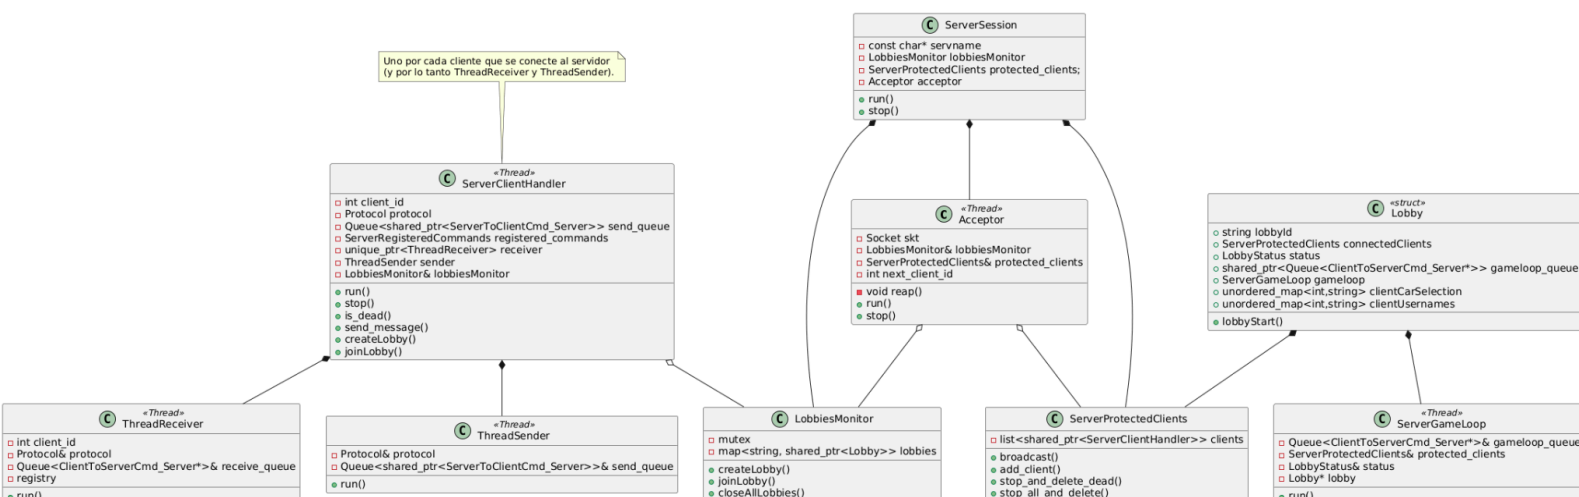 C ServerSession
const char* servname
LobbiesMonitor lobbiesMonitor
ServerProtectedClients protected_clients;
Acceptor acceptor
run()
stop()
Uno por cada cliente que se conecte al servidor
(y por lo tanto ThreadReceiver y ThreadSender).
«Thread»
C ServerClientHandler
int client_id
Protocol protocol
Queue<shared_ptr<ServerToClientCmd_Server>> send_queue
ServerRegisteredCommands registered_commands
unique_ptr<ThreadReceiver> receiver
ThreadSender sender
LobbiesMonitor& lobbiesMonitor
run()
stop()
is_dead()
send_message()
createLobby()
joinLobby()
«Thread»
C Acceptor
Socket skt
LobbiesMonitor& lobbiesMonitor
ServerProtectedClients& protected_clients
int next_client_id
void reap()
run()
stop()
«struct»
C Lobby
string lobbyId
ServerProtectedClients connectedClients
LobbyStatus status
shared_ptr<Queue<ClientToServerCmd_Server*>> gameloop_queue
ServerGameLoop gameloop
unordered_map<int,string> clientCarSelection
unordered_map<int,string> clientUsernames
lobbyStart()
«Thread»
C ThreadReceiver
int client_id
Protocol& protocol
Queue<ClientToServerCmd_Server*>& receive_queue
registry
run()
«Thread»
C ThreadSender
Protocol& protocol
Queue<shared_ptr<ServerToClientCmd_Server>>& send_queue
run()
C LobbiesMonitor
mutex
map<string, shared_ptr<Lobby>> lobbies
createLobby()
joinLobby()
closeAllLobbies()
C ServerProtectedClients
list<shared_ptr<ServerClientHandler>> clients
broadcast()
add_client()
stop_and_delete_dead()
stop_all_and_delete()
«Thread»
C ServerGameLoop
Queue<ClientToServerCmd_Server*>& gameloop_queue
ServerProtectedClients& protected_clients
LobbyStatus& status
Lobby* lobby
run()